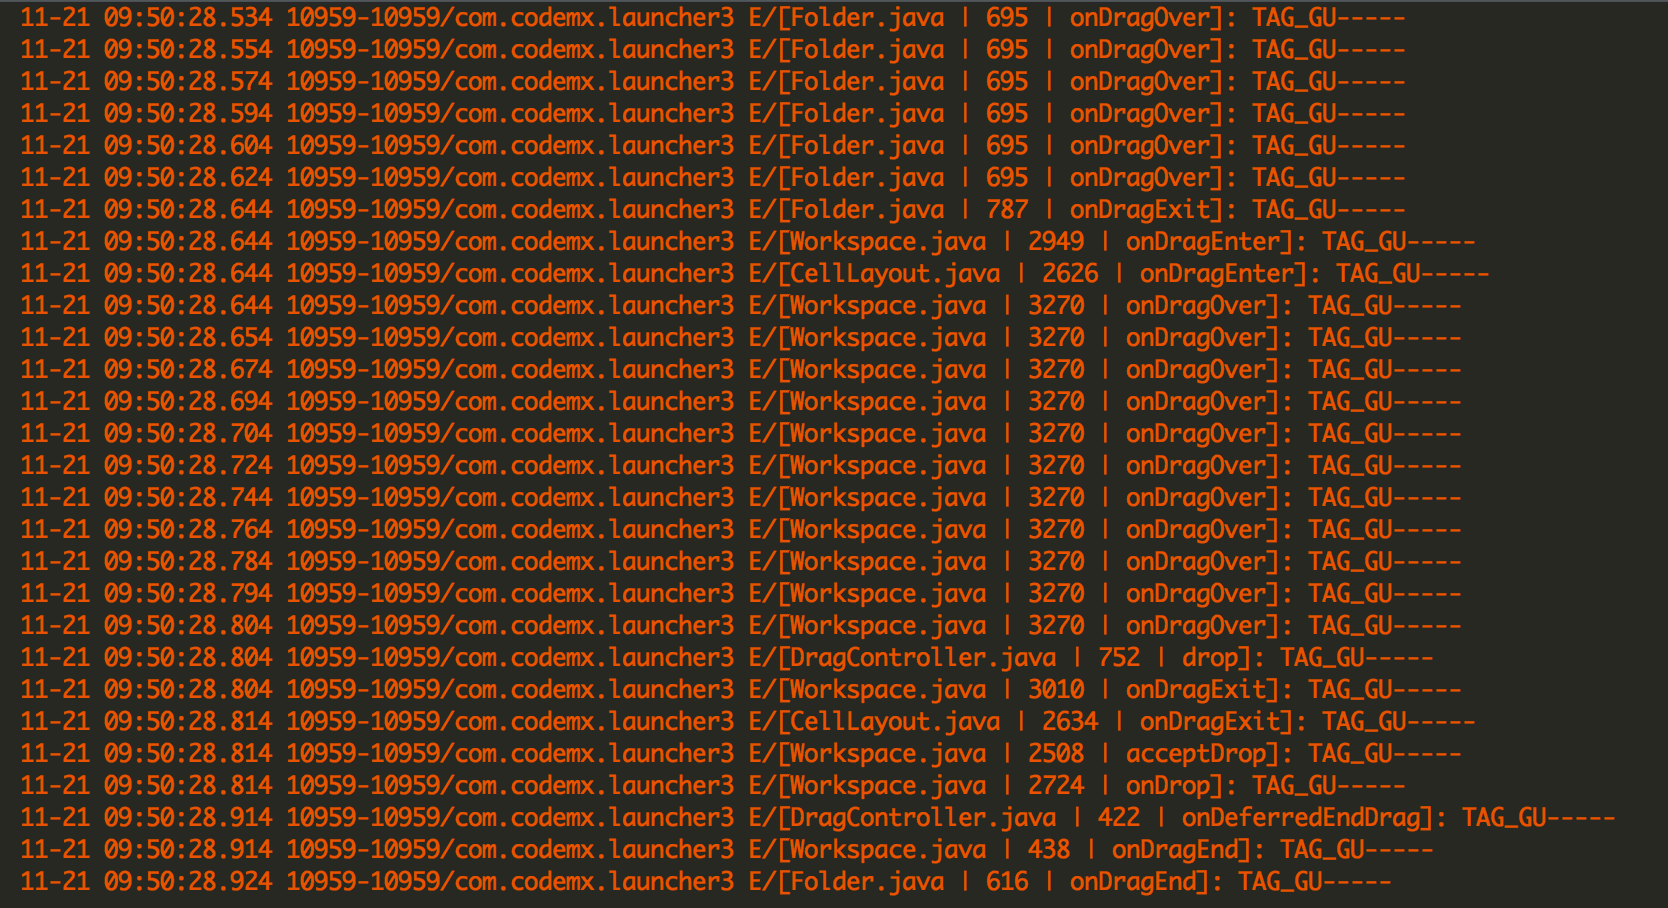 11-21 09:50:28.534 10959-10959/com.codemx.launcher3 E/[Folder.java | 695 | onDragOver]: TAG_GU-----
11-21 09:50:28.554 10959-10959/com.codemx.launcher3 E/[Folder.java | 695 | onDragOver]: TAG_GU-----
11-21 09:50:28.574 10959-10959/com.codemx.launcher3 E/[Folder.java | 695 | onDragOver]: TAG_GU-----
11-21 09:50:28.594 10959-10959/com.codemx.launcher3 E/[Folder.java | 695 | onDragOver]: TAG_GU-----
11-21 09:50:28.604 10959-10959/com.codemx.launcher3 E/[Folder.java | 695 | onDragOver]: TAG_GU-----
11-21 09:50:28.624 10959-10959/com.codemx.launcher3 E/[Folder.java | 695 | onDragOver]: TAG_GU-----
11-21 09:50:28.644 10959-10959/com.codemx.launcher3 E/[Folder.java | 787 | onDragExit]: TAG_GU-----
11-21 09:50:28.644 10959-10959/com.codemx.launcher3 E/[Workspace.java | 2949 | onDragEnter]: TAG_GU-----
11-21 09:50:28.644 10959-10959/com.codemx.launcher3 E/[CellLayout.java | 2626 | onDragEnter]: TAG_GU-----
11-21 09:50:28.644 10959-10959/com.codemx.launcher3 E/[Workspace.java | 3270 | onDragOver]: TAG_GU-----
11-21 09:50:28.654 10959-10959/com.codemx.launcher3 E/[Workspace.java | 3270 | onDragOver]: TAG_GU-----
11-21 09:50:28.674 10959-10959/com.codemx.launcher3 E/[Workspace.java | 3270 | onDragOver]: TAG_GU-----
11-21 09:50:28.694 10959-10959/com.codemx.launcher3 E/[Workspace.java | 3270 | onDragOver]: TAG_GU-----
11-21 09:50:28.704 10959-10959/com.codemx.launcher3 E/[Workspace.java | 3270 | onDragOver]: TAG_GU-----
11-21 09:50:28.724 10959-10959/com.codemx.launcher3 E/[Workspace.java | 3270 | onDragOver]: TAG_GU-----
11-21 09:50:28.744 10959-10959/com.codemx.launcher3 E/[Workspace.java | 3270 | onDragOver]: TAG_GU-----
11-21 09:50:28.764 10959-10959/com.codemx.launcher3 E/[Workspace.java | 3270 | onDragOver]: TAG_GU-----
11-21 09:50:28.784 10959-10959/com.codemx.launcher3 E/[Workspace.java | 3270 | onDragOver]: TAG_GU-----
11-21 09:50:28.794 10959-10959/com.codemx.launcher3 E/[Workspace.java | 3270 | onDragOver]: TAG_GU-----
11-21 09:50:28.804 10959-10959/com.codemx.launcher3 E/[Workspace.java | 3270 | onDragOver]: TAG_GU-----
11-21 09:50:28.804 10959-10959/com.codemx.launcher3 E/[DragController.java | 752 | drop]: TAG_GU-----
11-21 09:50:28.804 10959-10959/com.codemx.launcher3 E/[Workspace.java | 3010 | onDragExit]: TAG_GU-----
11-21 09:50:28.814 10959-10959/com.codemx.launcher3 E/[CellLayout.java | 2634 | onDragExit]: TAG_GU-----
11-21 09:50:28.814 10959-10959/com.codemx.launcher3 E/[Workspace.java | 2508 | acceptDrop]: TAG_GU-----
11-21 09:50:28.814 10959-10959/com.codemx.launcher3 E/[Workspace.java | 2724 | onDrop]: TAG_GU-----
11-21 09:50:28.914 10959-10959/com.codemx.launcher3 E/[DragController.java | 422 | onDeferredEndDrag]: TAG_GU-----
11-21 09:50:28.914 10959-10959/com.codemx.launcher3 E/[Workspace.java | 438 | onDragEnd]: TAG_GU-----
11-21 09:50:28.924 10959-10959/com.codemx.launcher3 E/[Folder.java | 616 | onDragEnd]: TAG_GU-----